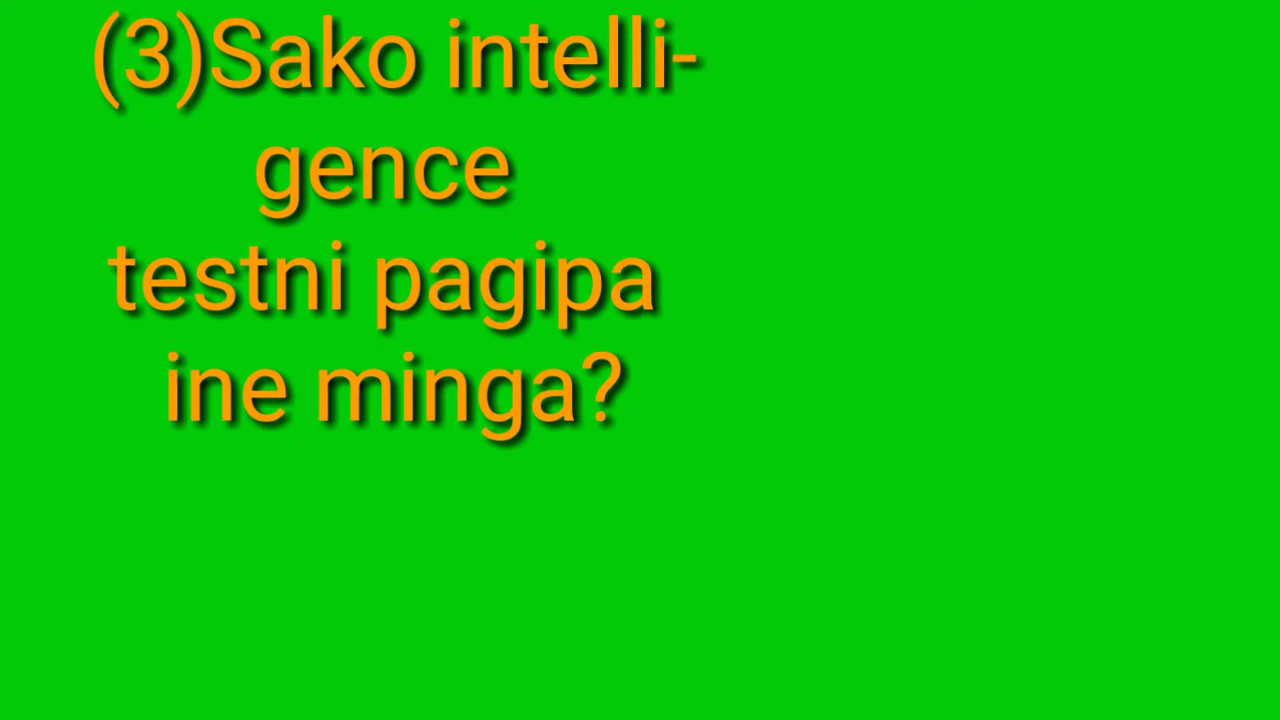 (3)Sako intelli-
gence
testni pagipa
ine minga?